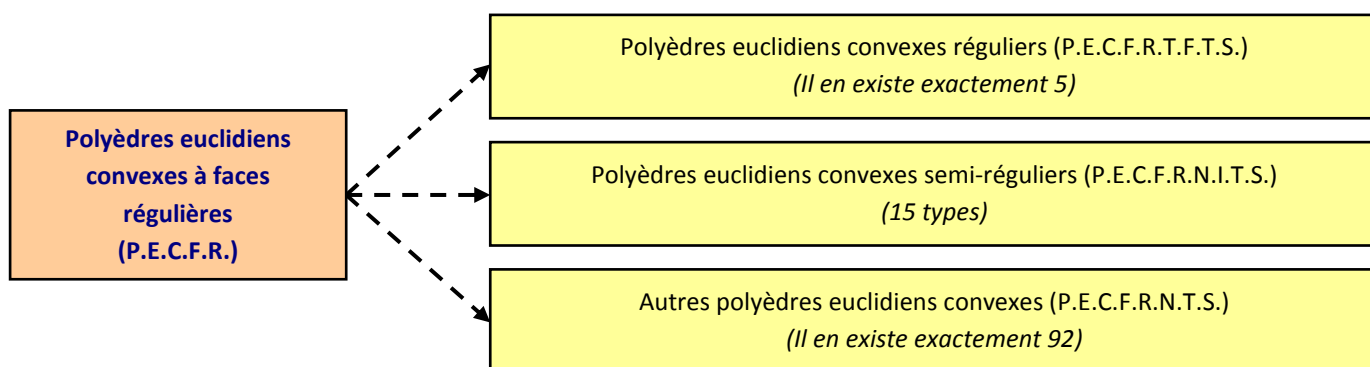 Polyèdres euclidiens
convexes à faces
régulières
(P.E.C.F.R.)
Polyèdres euclidiens convexes réguliers (P.E.C.F.R.T.F.T.S.)
(Il en existe exactement 5)
Polyèdres euclidiens convexes semi-réguliers (P.E.C.F.R.N.I.T.S.)
(15 types)
Autres polyèdres euclidiens convexes (P.E.C.F.R.N.T.S.)
(Il en existe exactement 92)